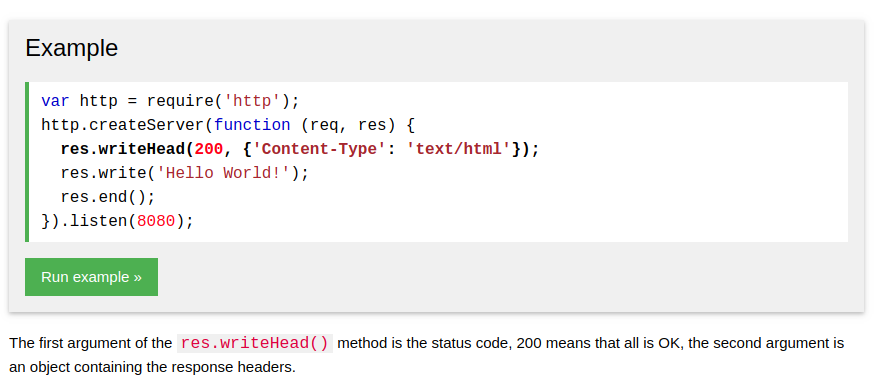 Example
var http = require('http');
http.createServer(function (req, res) {
  res.writeHead(200, {'Content-Type': 'text/html'});
  res.write('Hello World!');
  res.end();
}).listen(8080);
Run example »
The first argument of the res.writeHead() method is the status code, 200 means that all is OK, the second argument is
an object containing the response headers.